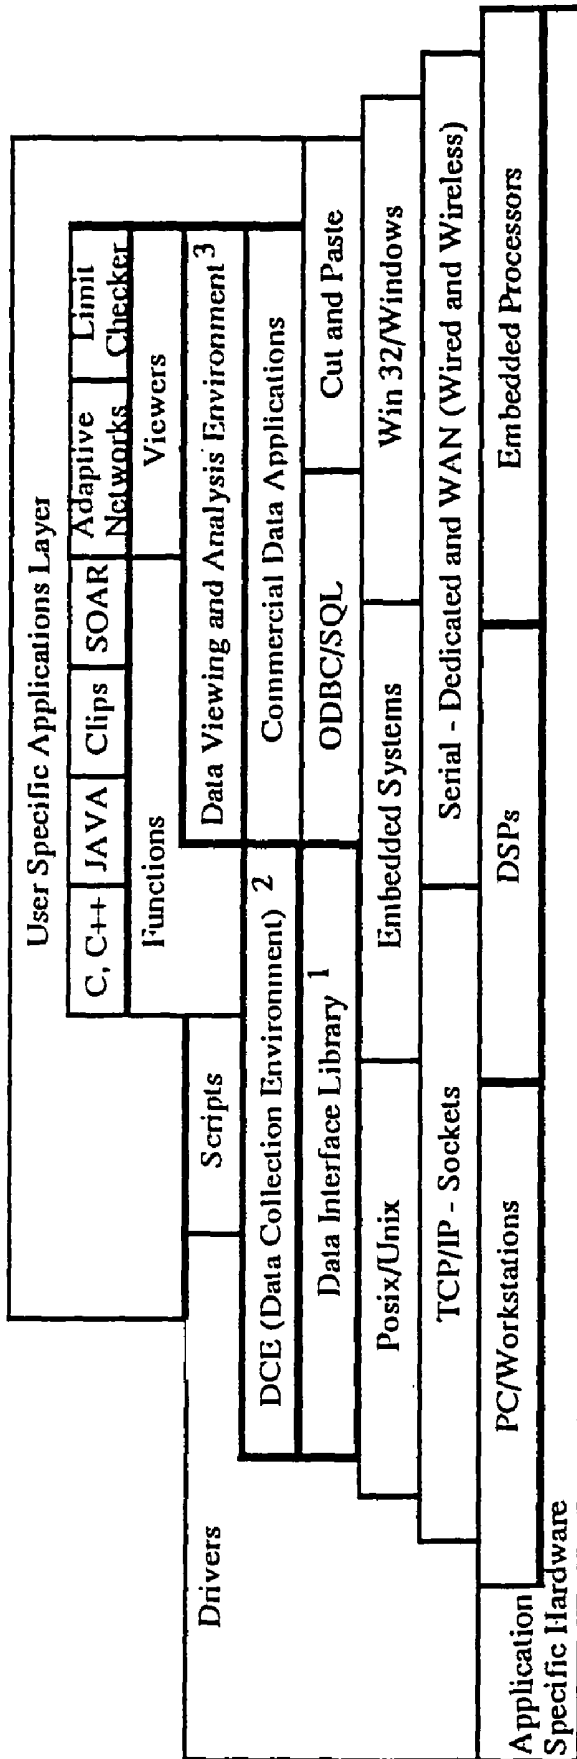 User Specific Applications Layer
C, C++
JAVA
Clips
SOAR
Adaptive
Networks
Limit
Checker
Functions
Viewers
Drivers
Scripts
Data Viewing and Analysis Environment 3
DCE (Data Collection Environment) 2
Commercial Data Applications
Data Interface Library 1
ODBC/SQL
Cut and Paste
Posix/Unix
Embedded Systems
Win 32/Windows
TCP/IP - Sockets
Serial - Dedicated and WAN (Wired and Wireless)
PC/Workstations
DSPs
Embedded Processors
Application
Specific Hardware